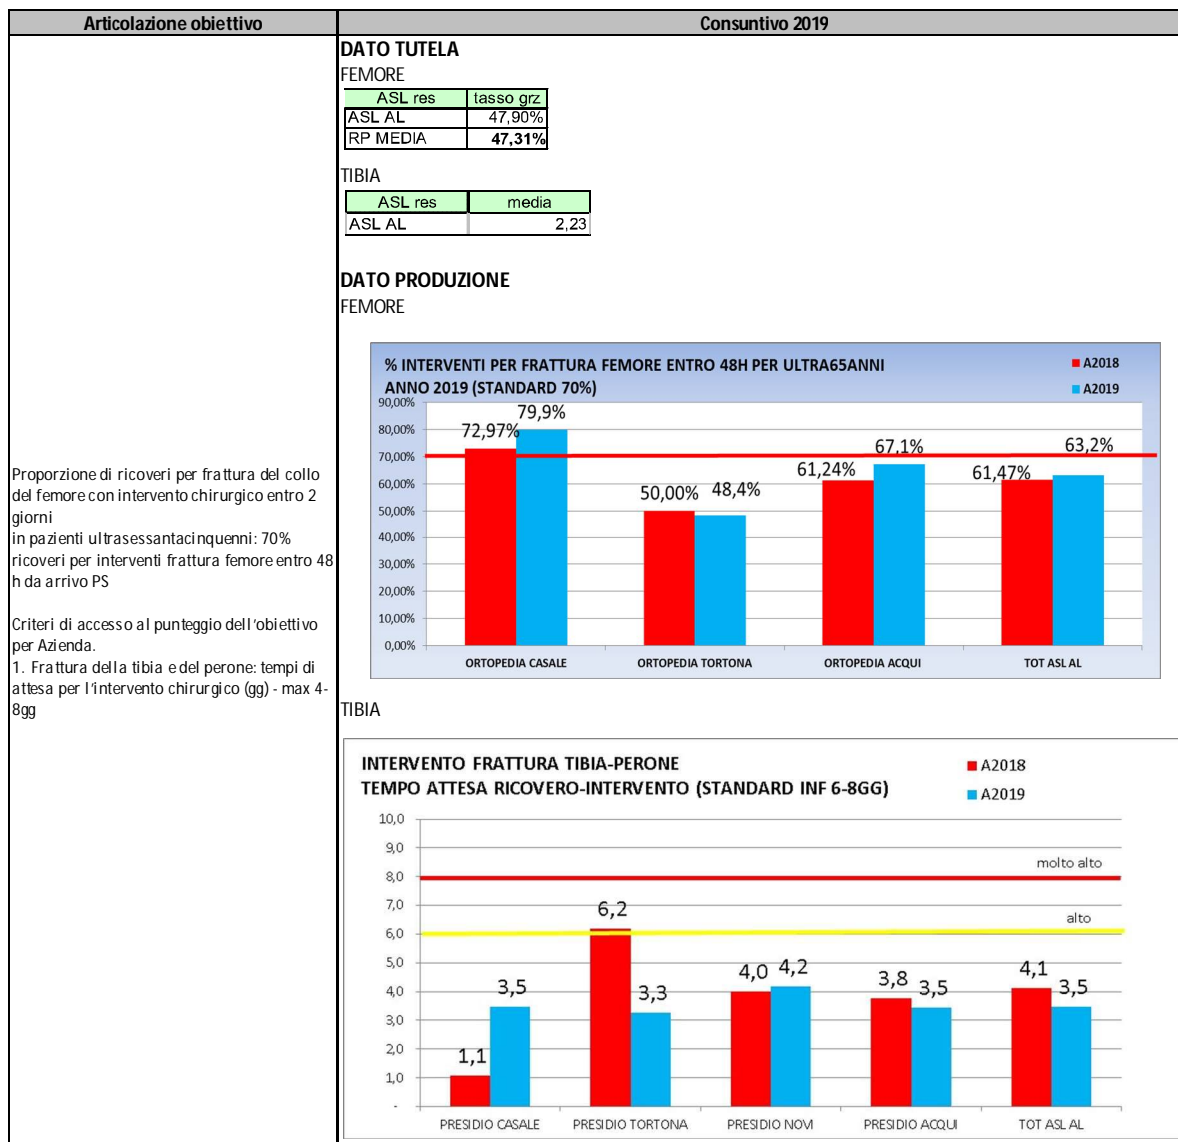 Articolazione obiettivo
Consuntivo 2019
Proporzione di ricoveri per frattura del collo
del femore con intervento chirurgico entro 2
giorni
in pazienti ultrasessantacinquenni: 70%
ricoveri per interventi frattura femore entro 48
h da arrivo PS
Criteri di accesso al punteggio dell'obiettivo
per Azienda.
1. Frattura della tibia e del perone: tempi di
attesa per l'intervento chirurgico (gg) - max 4-
8gg
DATO TUTELA
FEMORE
ASL res tasso grz
ASL AL 47,90%
RP MEDIA 47,31%
TIBIA
ASL res media
ASL AL 2,23
DATO PRODUZIONE
FEMORE
% INTERVENTI PER FRATTURA FEMORE ENTRO 48H PER ULTRA65ANNI
ANNO 2019 (STANDARD 70%)
A2018
A2019
90,00%
80,00%
70,00%
60,00%
50,00%
40,00%
30,00%
20,00%
10,00%
0,00%
72,97% 79,9%
50,00% 48,4%
61,24% 67,1%
61,47% 63,2%
ORTOPEDIA CASALE ORTOPEDIA TORTONA ORTOPEDIA ACQUI TOT ASL AL
TIBIA
INTERVENTO FRATTURA TIBIA-PERONE
TEMPO ATTESA RICOVERO-INTERVENTO (STANDARD INF 6-8GG)
A2018
A2019
10,0
9,0
8,0
7,0
6,0
5,0
4,0
3,0
2,0
1,0
-
molto alto
alto
1,1 3,5
6,2 3,3
4,0 4,2
3,8 3,5
4,1 3,5
PRESIDIO CASALE PRESIDIO TORTONA PRESIDIO NOVI PRESIDIO ACQUI TOT ASL AL